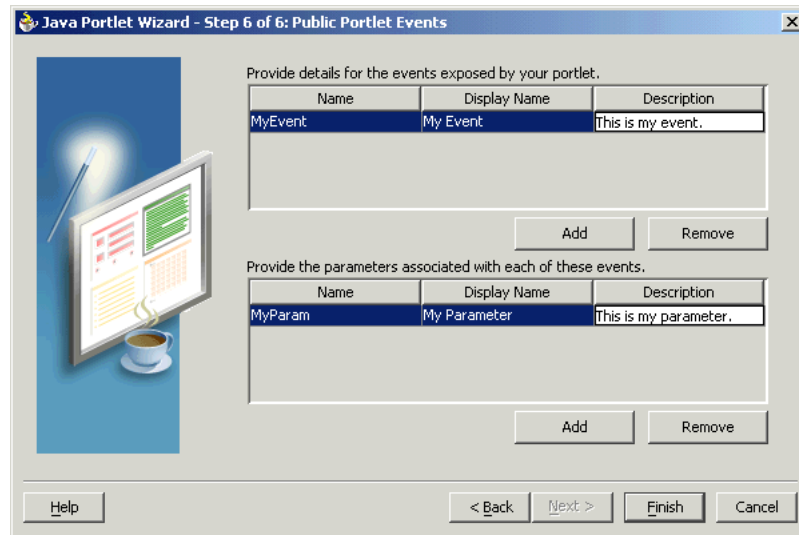 Java Portlet Wizard - Step 6 of 6: Public Portlet Events
Provide details for the events exposed by your portlet.
Name Display Name Description
MyEvent My Event This is my event.
Add Remove
Provide the parameters associated with each of these events.
Name Display Name Description
MyParam My Parameter This is my parameter.
Add Remove
Help < Back Next > Finish Cancel